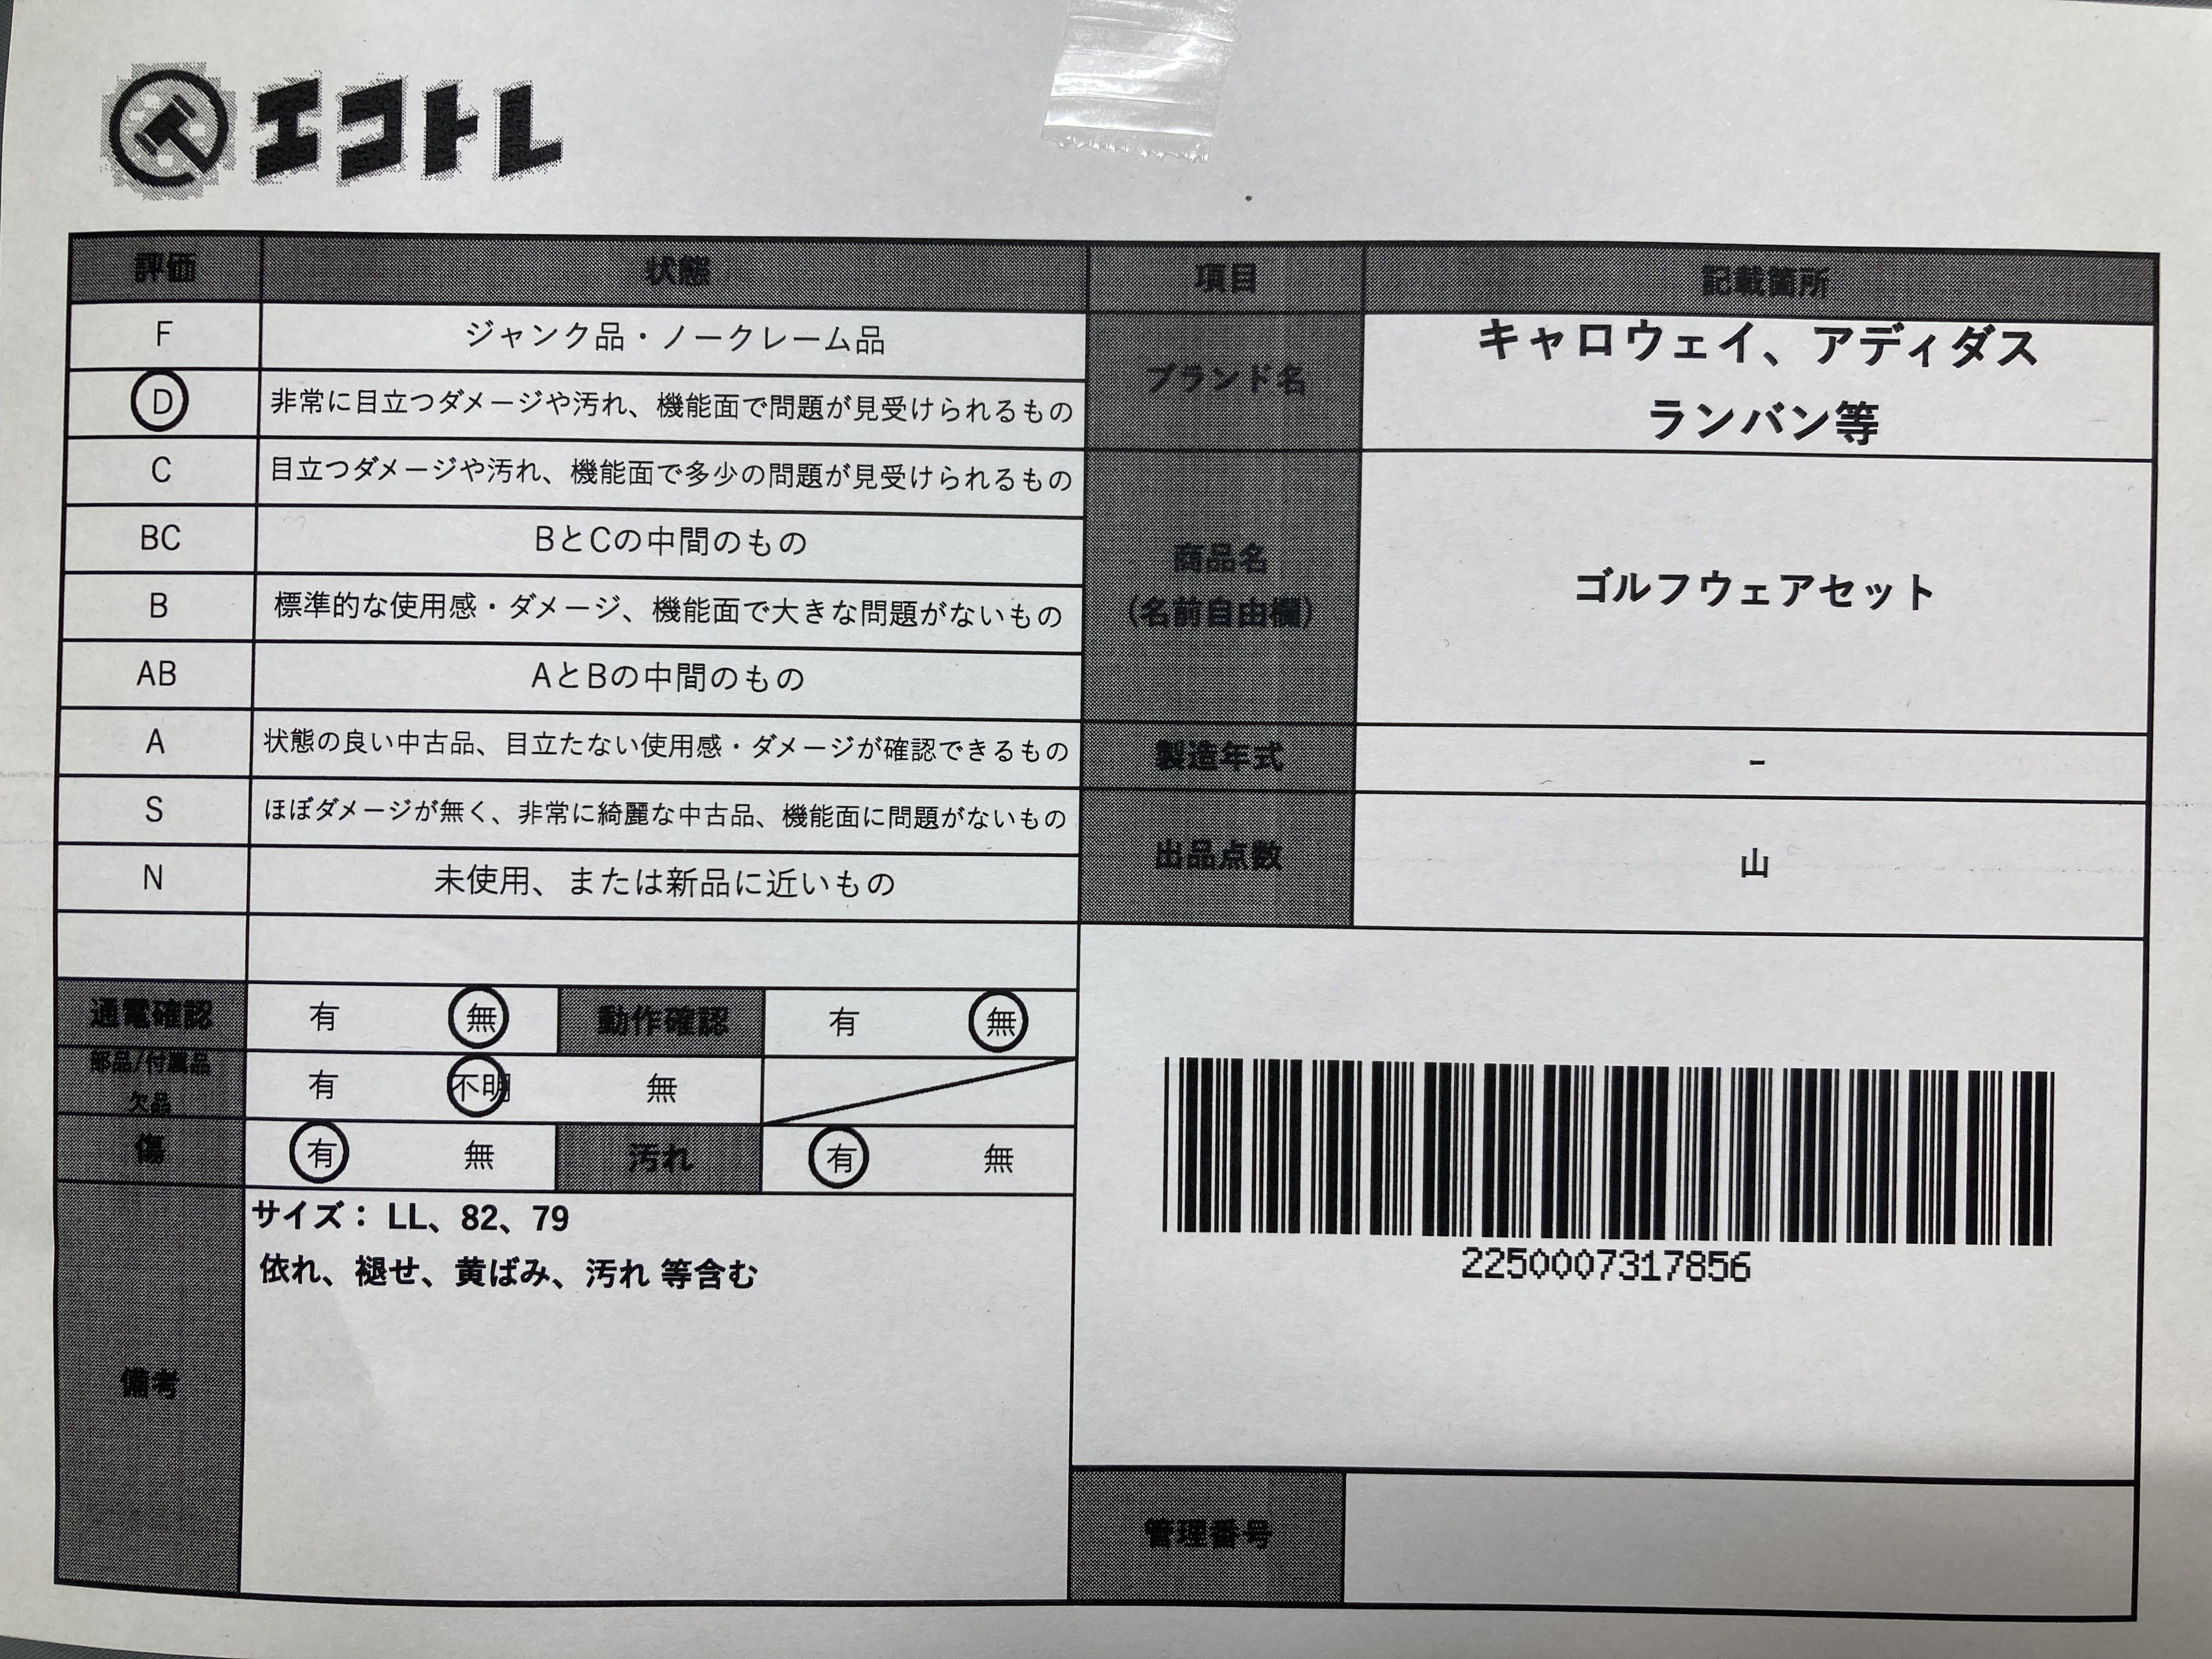 エコトレ
評価 状態 項目 記載箇所
F ジャンク品・ノークレーム品
D 非常に目立つダメージや汚れ、機能面で問題が見受けられるもの
C 目立つダメージや汚れ、機能面で多少の問題が見受けられるもの
BC BとCの中間のもの
B 標準的な使用感・ダメージ、機能面で大きな問題がないもの
AB AとBの中間のもの
A 状態の良い中古品、目立たない使用感・ダメージが確認できるもの
S ほぼダメージが無く、非常に綺麗な中古品、機能面に問題がないもの
N 未使用、または新品に近いもの
ブランド名 キャロウェイ、アディダス
ランバン等
商品名
(名前自由欄)
ゴルフウェアセット
製造年式 -
出品点数 山
通電確認 有 無 動作確認 有 無
部品/付属品
欠品
有 不明 無
傷 有 無 汚れ 有 無
備考
サイズ： LL、82、79
依れ、褪せ、黄ばみ、汚れ 等含む
2250007317856
管理番号